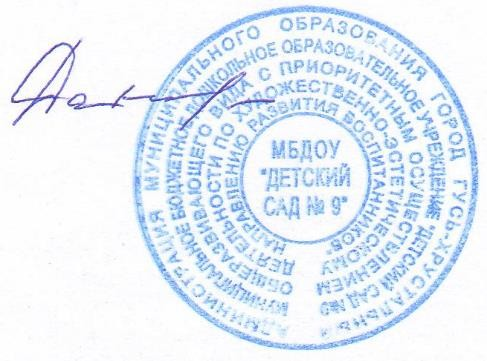 АДМИНИСТРАЦИЯ МУНИЦИПАЛЬНОГО ОБРАЗОВАНИЯ ГОРОД ГУСЬ-ХРУСТАЛЬНЫЙ
МУНИЦИПАЛЬНОЕ БЮДЖЕТНОЕ ДОШКОЛЬНОЕ ОБРАЗОВАТЕЛЬНОЕ УЧРЕЖДЕНИЕ "ДЕТСКИЙ САД №9
ОБЩЕРАЗВИВАЮЩЕГО ВИДА С ПРИОРИТЕТНЫМ ОСУЩЕСТВЛЕНИЕМ
ДЕЯТЕЛЬНОСТИ ПО ХУДОЖЕСТВЕННО-ЭСТЕТИЧЕСКОМУ
НАПРАВЛЕНИЮ РАЗВИТИЯ ВОСПИТАННИКОВ"
МБДОУ
"ДЕТСКИЙ
САД № 9"